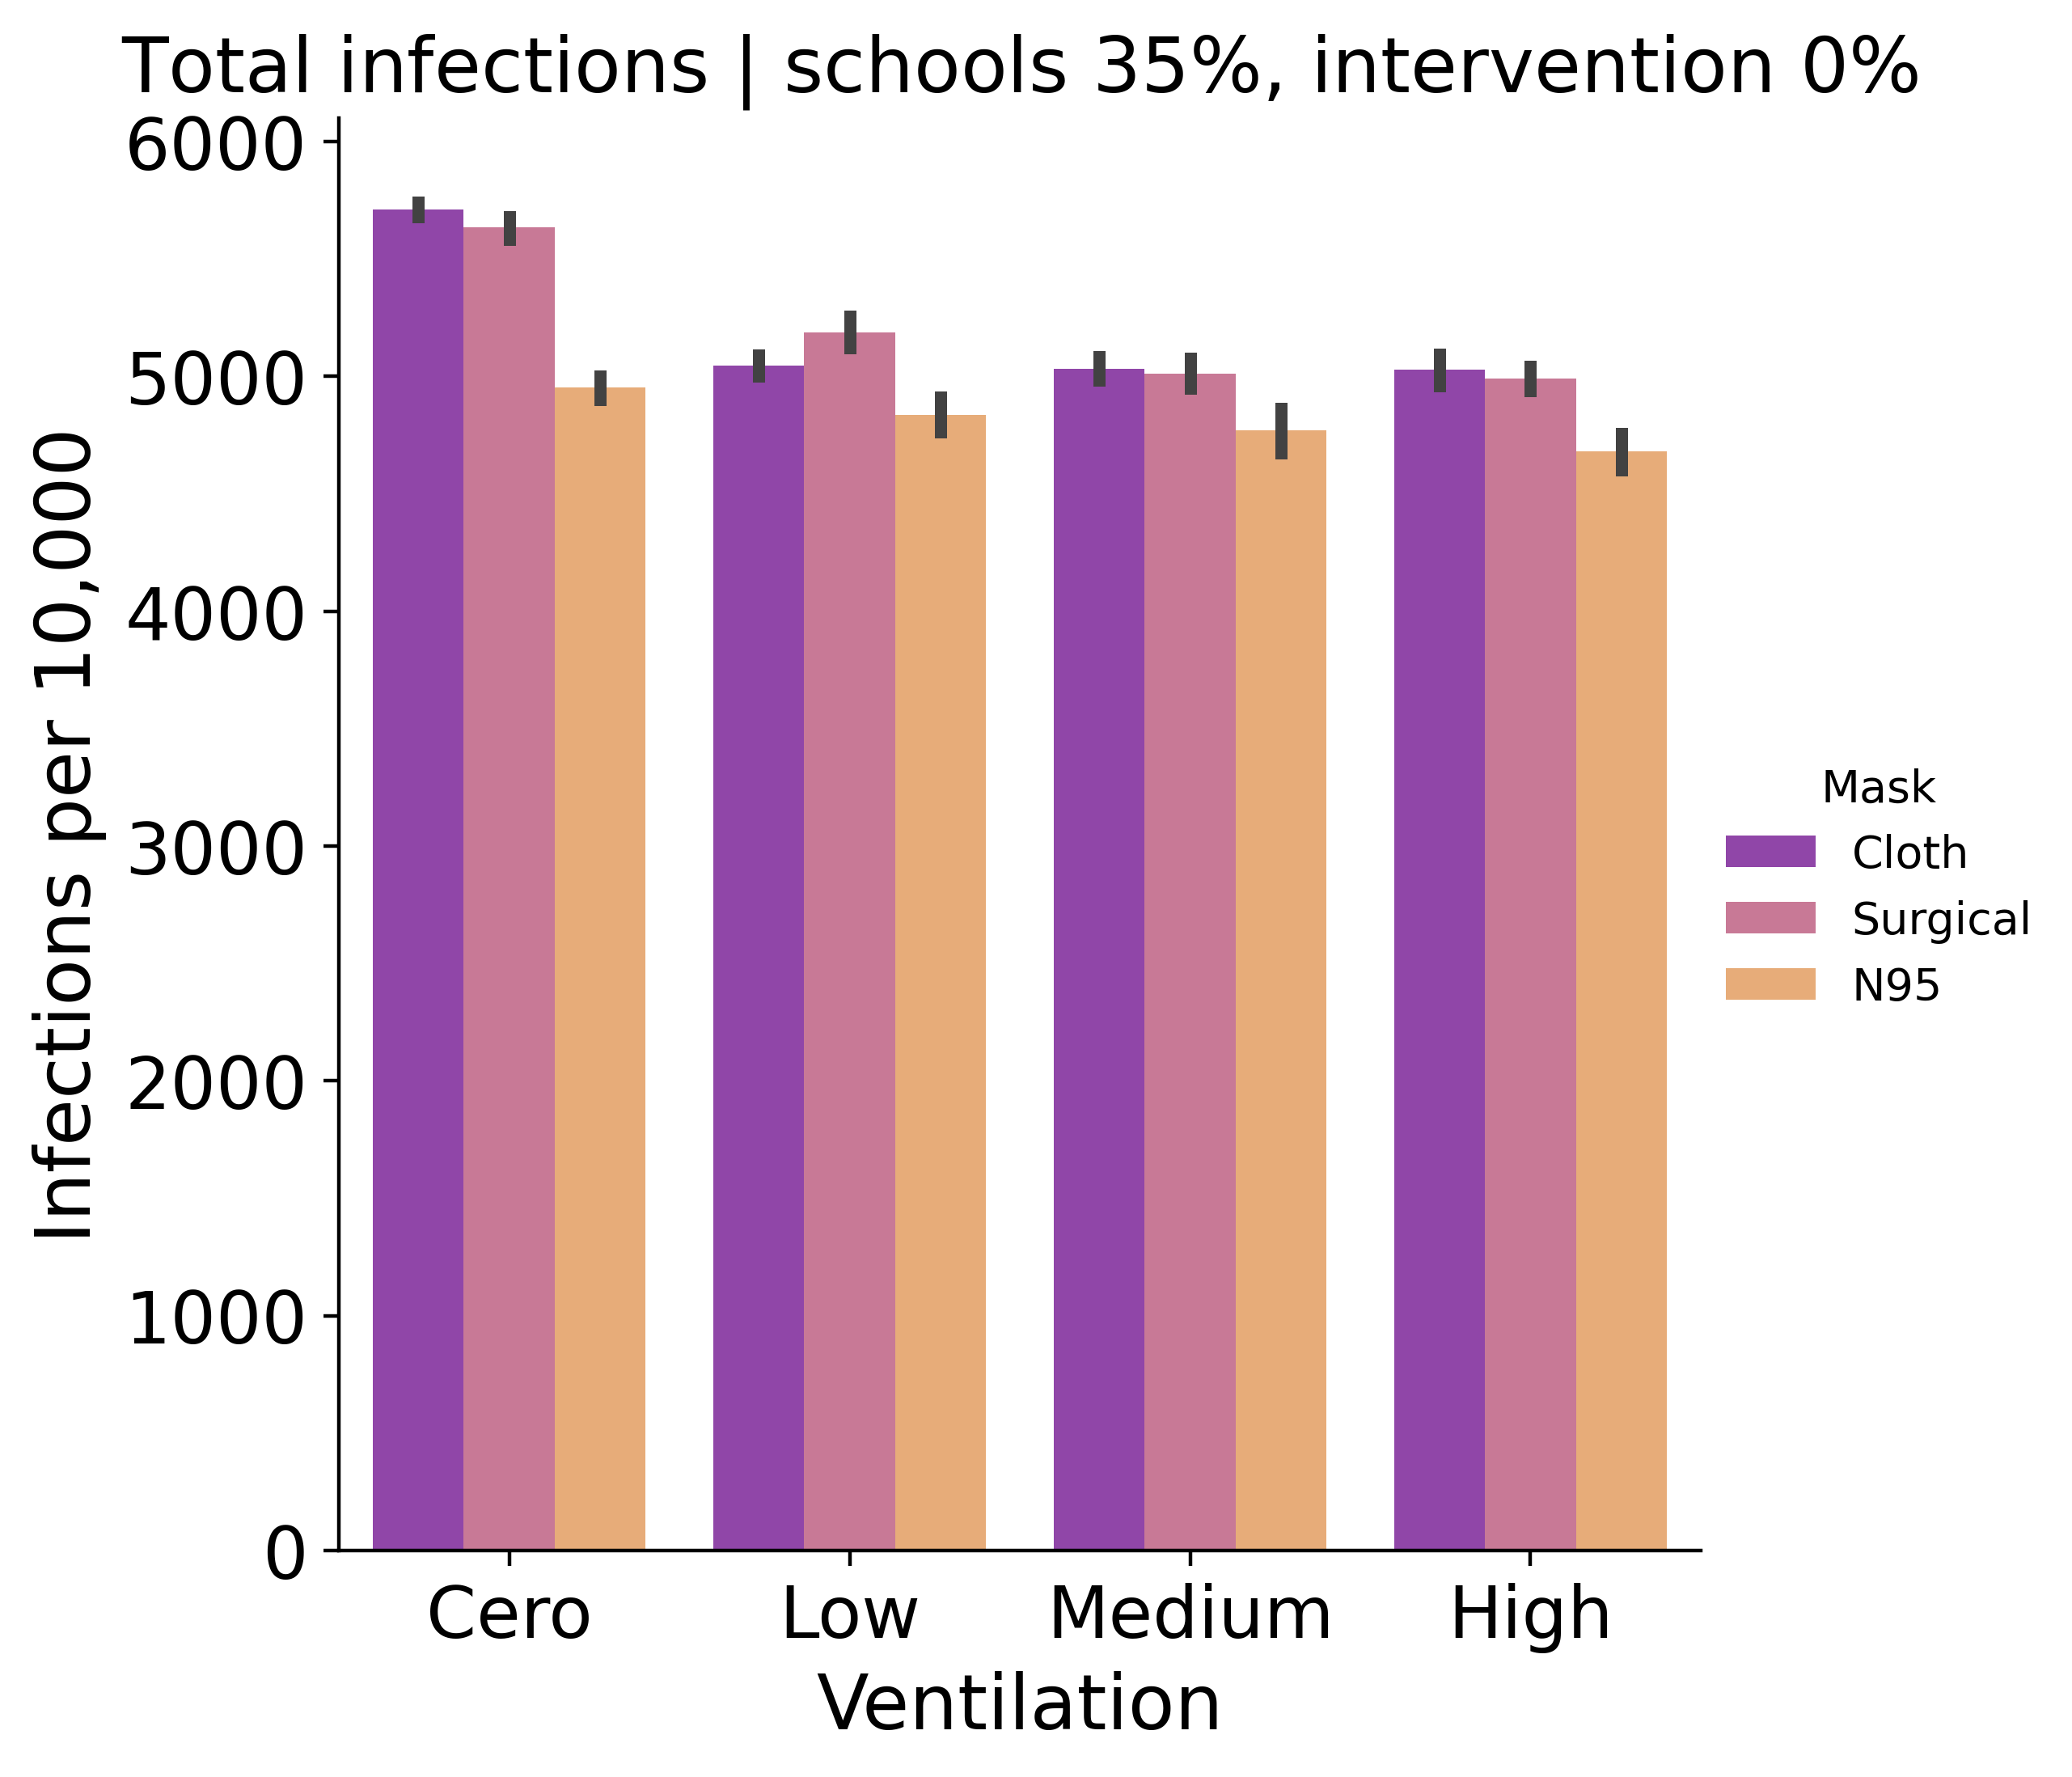 Total infections | schools 35%, intervention 0%
Infections per 10,000
6000
5000
4000
3000
2000
1000
0
Cero
Low
Medium
High
Ventilation
Mask
Cloth
Surgical
N95